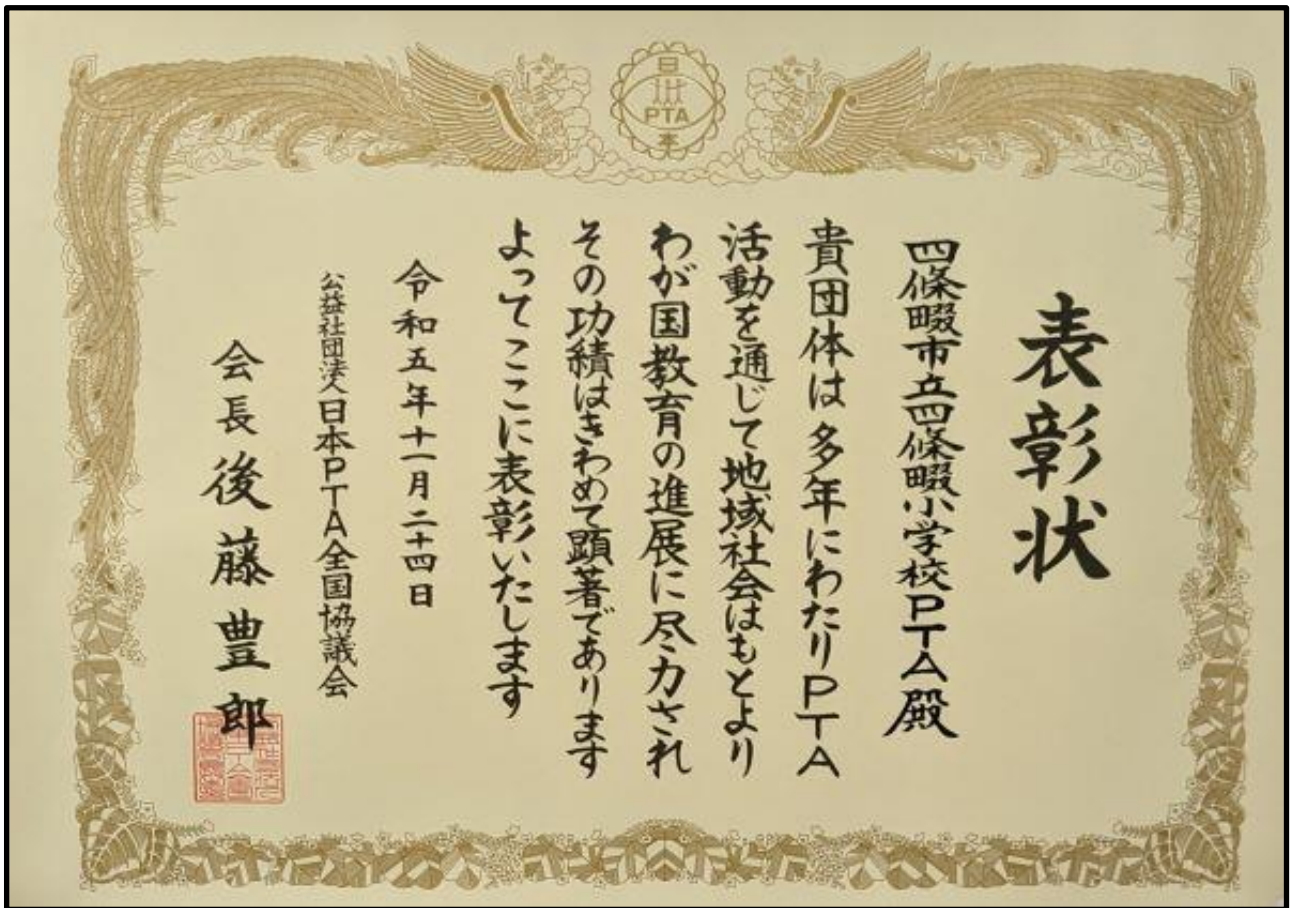 表彰状
四條畷市立四條畷小学校PTA殿
貴団体は多年にわたりPTA
活動を通じて地域社会はもとより
わが国教育の進展に尽力され
その功績はきわめて顕著であります
よってここに表彰いたします
令和五年十一月二十四日
公益社団法人日本PTA全国協議会
会長後藤豊郎
日
PTA
本